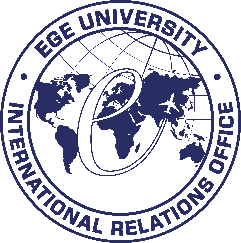 EGE UNIVERSITY
INTERNATIONAL RELATIONS OFFICE
e